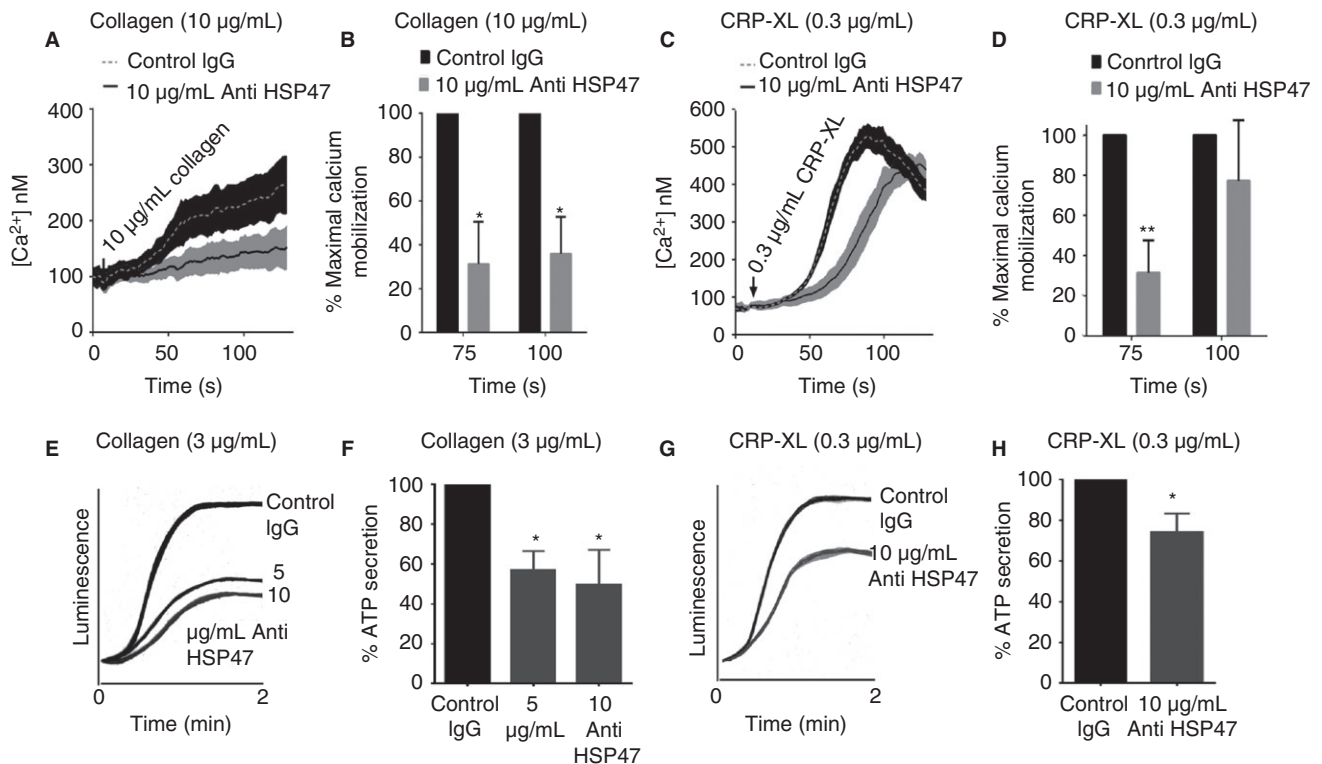 Collagen (10 µg/mL)
A
Control IgG
10 µg/mL Anti HSP47
400
300
200
100
0
[Ca2+] nM
10 µg/mL collagen
0 50 100
Time (s)
Collagen (10 µg/mL)
B
Control IgG
10 µg/mL Anti HSP47
100
80
60
40
20
0
% Maximal calcium
mobilization
* *
75 100
Time (s)
CRP-XL (0.3 µg/mL)
C
Control IgG
10 µg/mL Anti HSP47
600
500
400
300
200
100
0
[Ca2+] nM
0.3 µg/mL CRP-XL
0 50 100
Time (s)
CRP-XL (0.3 µg/mL)
D
Conrtrol IgG
10 µg/mL Anti HSP47
100
80
60
40
20
0
% Maximal calcium
mobilization
**
75 100
Time (s)
E
Collagen (3 µg/mL)
Luminescence
Control
IgG
5
10
µg/mL Anti
HSP47
0 2
Time (min)
F
Collagen (3 µg/mL)
100
80
60
40
20
0
% ATP secretion
* *
Control
IgG
5
µg/mL
10
Anti
HSP47
G
CRP-XL (0.3 µg/mL)
Luminescence
Control
IgG
10 µg/mL
Anti HSP47
0 2
Time (min)
H
CRP-XL (0.3 µg/mL)
100
80
60
40
20
0
% ATP secretion
*
Control
IgG
10 µg/mL
Anti HSP47